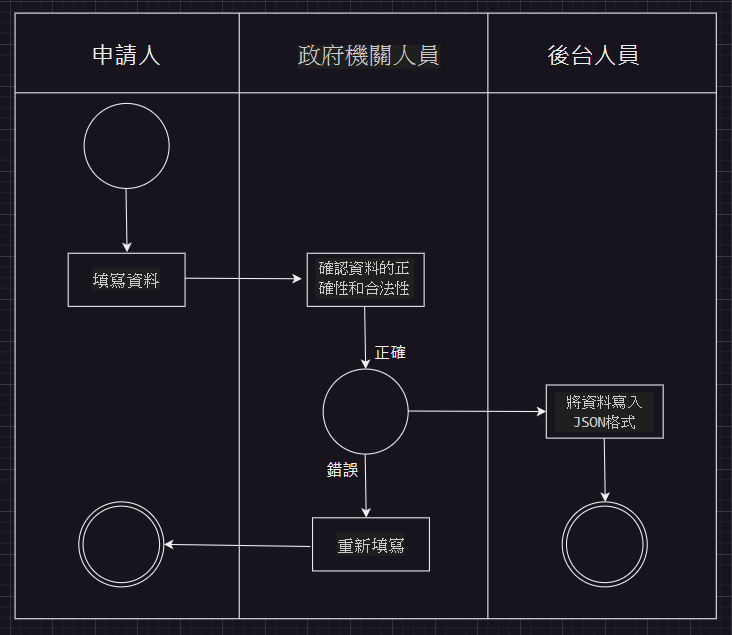 申請人
政府機關人員
後台人員
填寫資料
確認資料的正
確性和合法性
正確
將資料寫入
JSON格式
錯誤
重新填寫